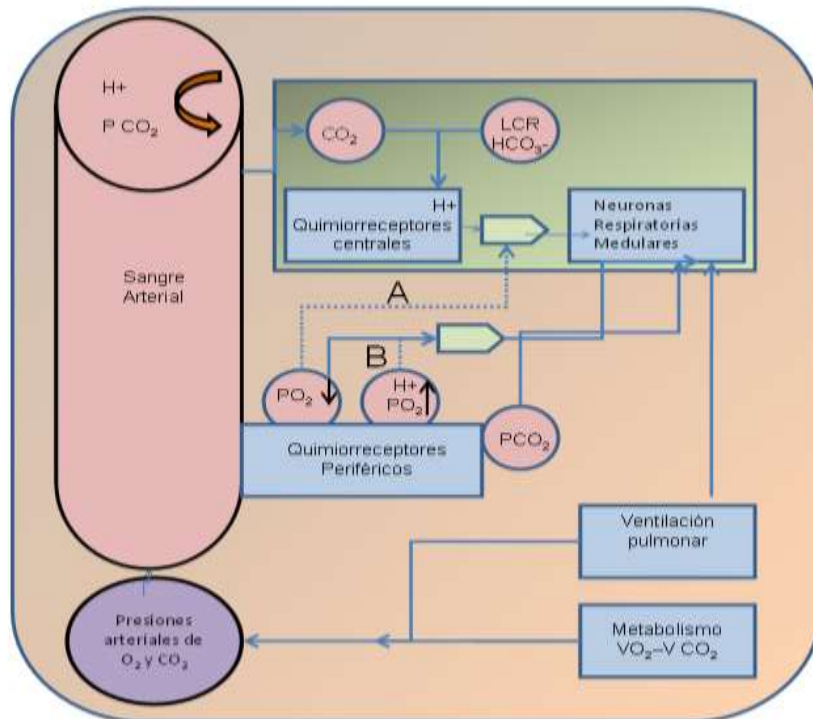 H+
P CO₂
CO₂
LCR
HCO₃-
H+
Quimiorreceptores
centrales
Neuronas
Respiratorias
Medulares
Sangre
Arterial
A
B
PO₂
H+
PO₂
PCO₂
Quimiorreceptores
Periféricos
Ventilación
pulmonar
Presiones
arteriales de
O₂ y CO₂
Metabolismo
VO₂–V CO₂